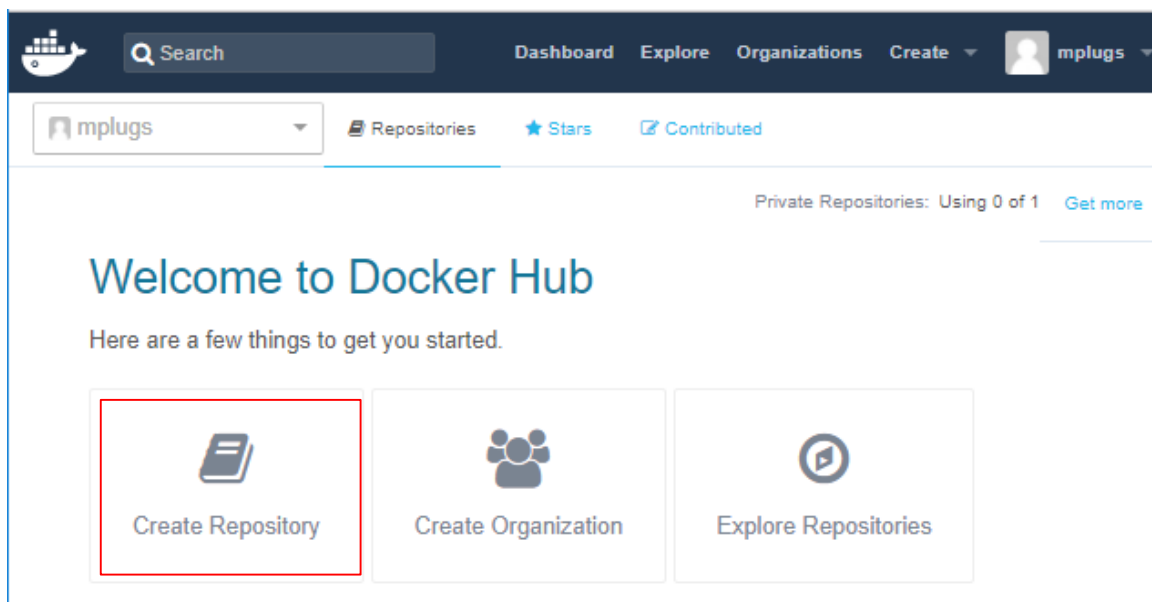 Search Dashboard Explore Organizations Create mplugs
mplugs Repositories Stars Contributed
Private Repositories: Using 0 of 1 Get more
Welcome to Docker Hub
Here are a few things to get you started.
Create Repository Create Organization Explore Repositories